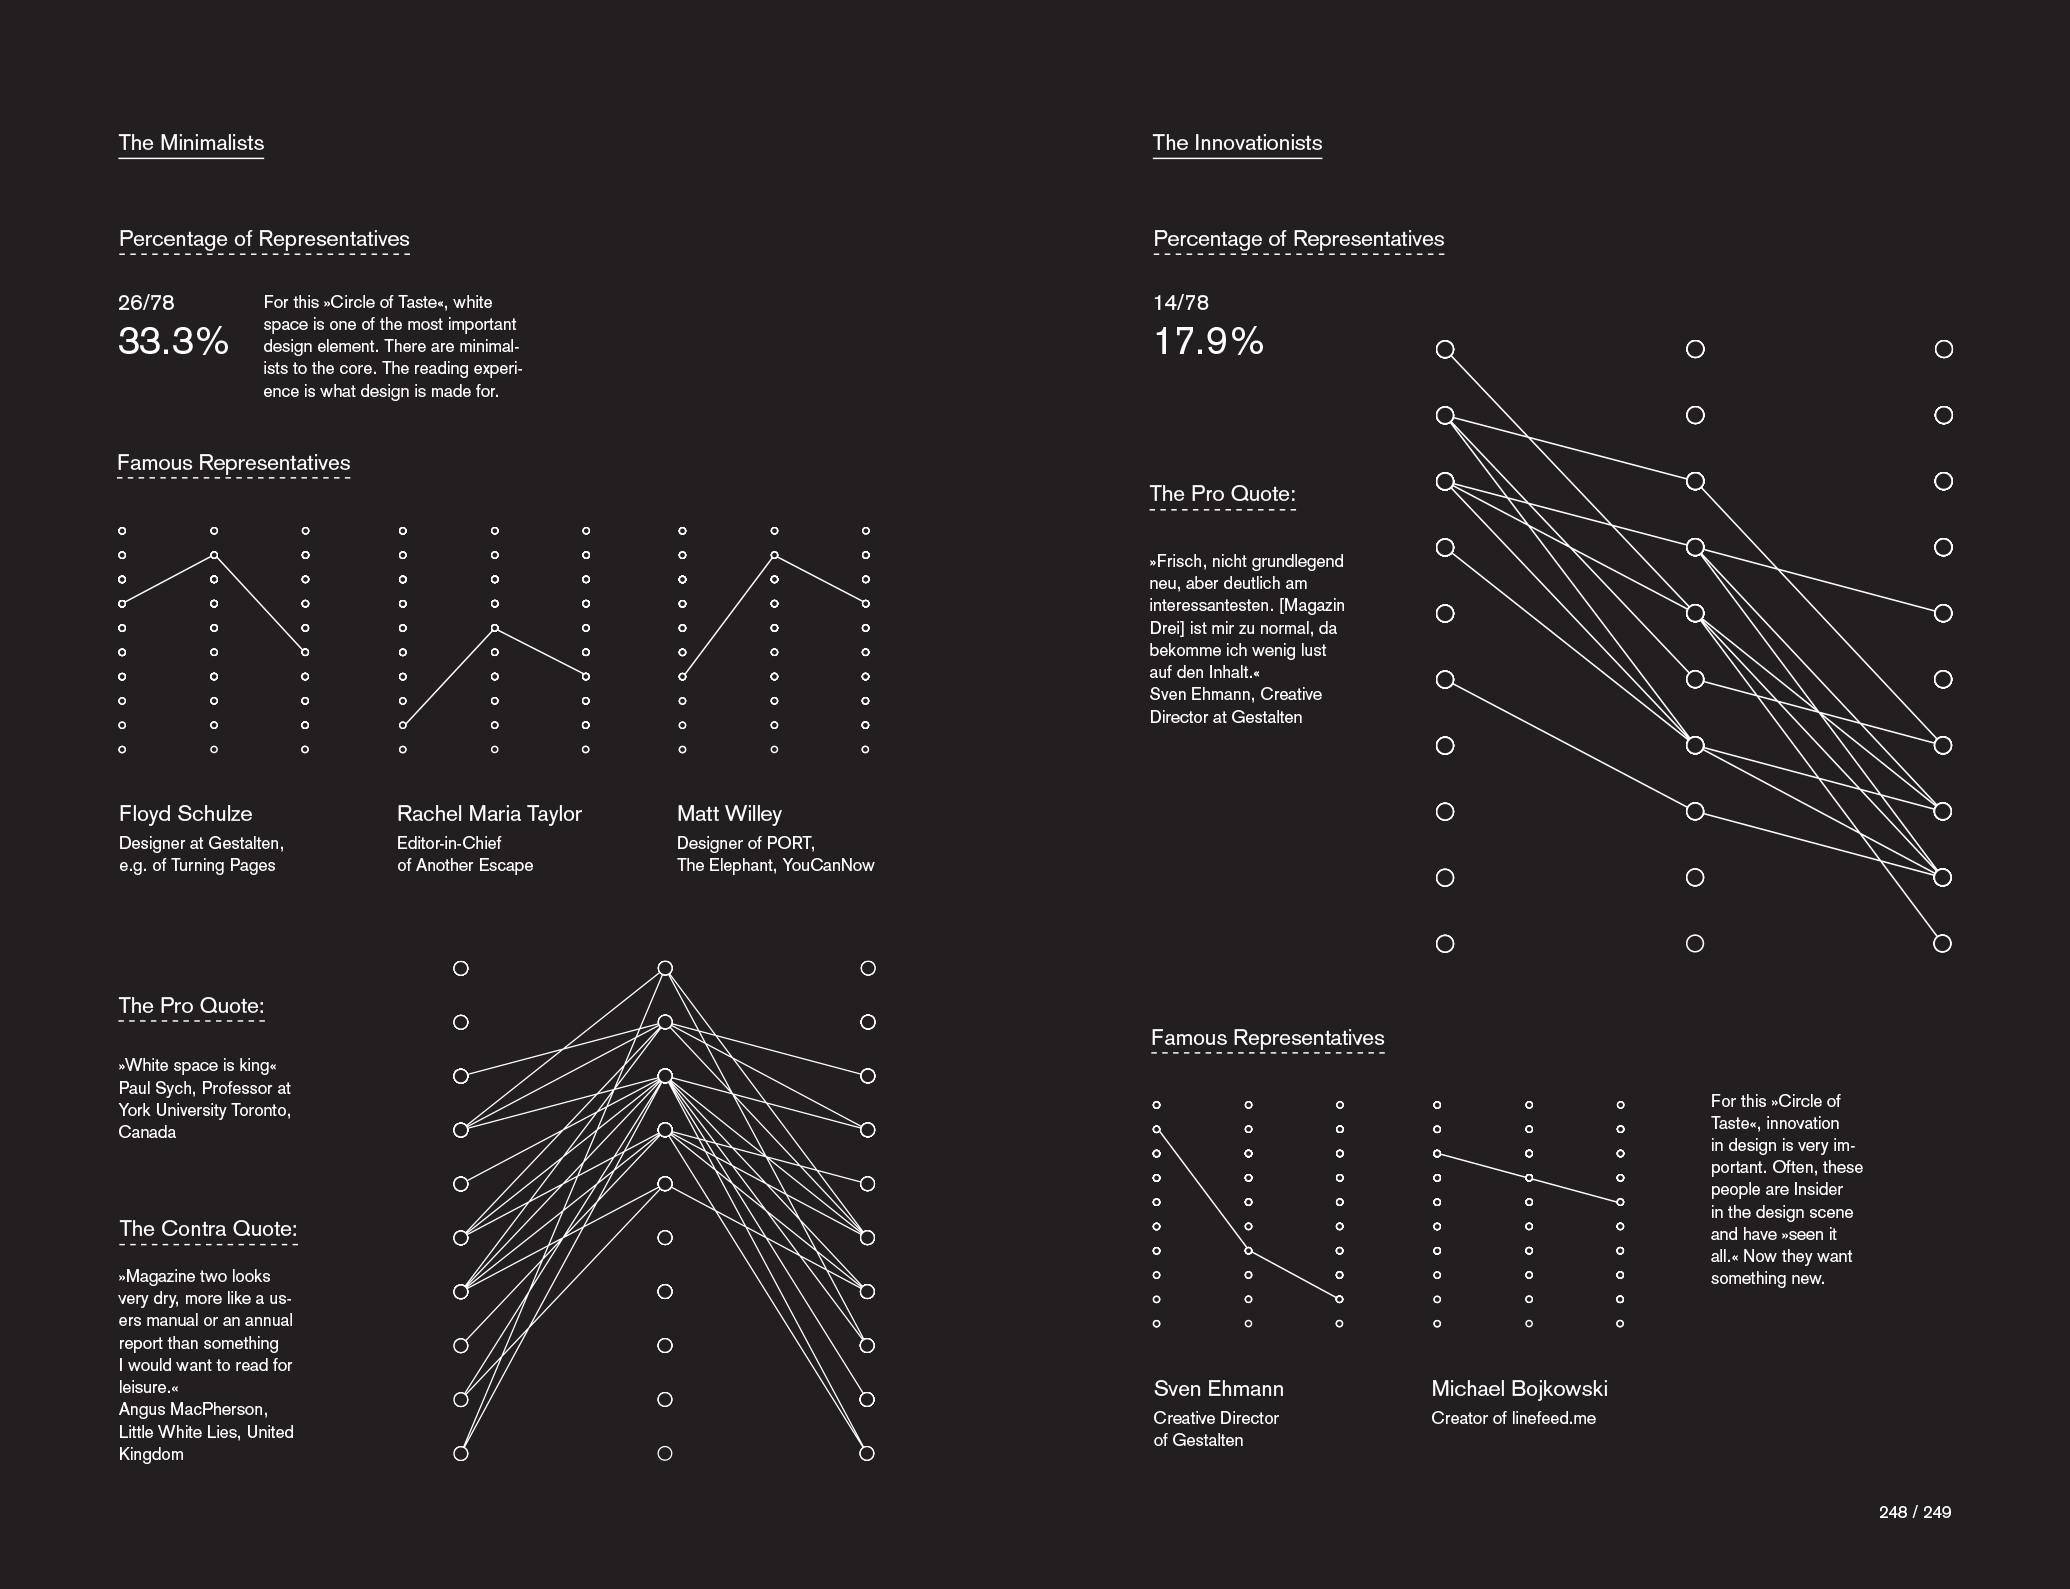 The Minimalists
Percentage of Representatives
26/78
33.3%
For this »Circle of Taste«, white
space is one of the most important
design element. There are minimal-
ists to the core. The reading experi-
ence is what design is made for.
Famous Representatives
Floyd Schulze
Designer at Gestalten,
e.g. of Turning Pages
Rachel Maria Taylor
Editor-in-Chief
of Another Escape
Matt Willey
Designer of PORT,
The Elephant, YouCanNow
The Pro Quote:
»White space is king«
Paul Sych, Professor at
York University Toronto,
Canada
The Contra Quote:
»Magazine two looks
very dry, more like a us-
ers manual or an annual
report than something
I would want to read for
leisure.«
Angus MacPherson,
Little White Lies, United
Kingdom
The Innovationists
Percentage of Representatives
14/78
17.9%
The Pro Quote:
»Frisch, nicht grundlegend
neu, aber deutlich am
interessantesten. [Magazin
Drei] ist mir zu normal, da
bekomme ich wenig lust
auf den Inhalt.«
Sven Ehmann, Creative
Director at Gestalten
Famous Representatives
Sven Ehmann
Creative Director
of Gestalten
Michael Bojkowski
Creator of linefeed.me
For this »Circle of
Taste«, innovation
in design is very im-
portant. Often, these
people are Insider
in the design scene
and have »seen it
all.« Now they want
something new.
248 / 249